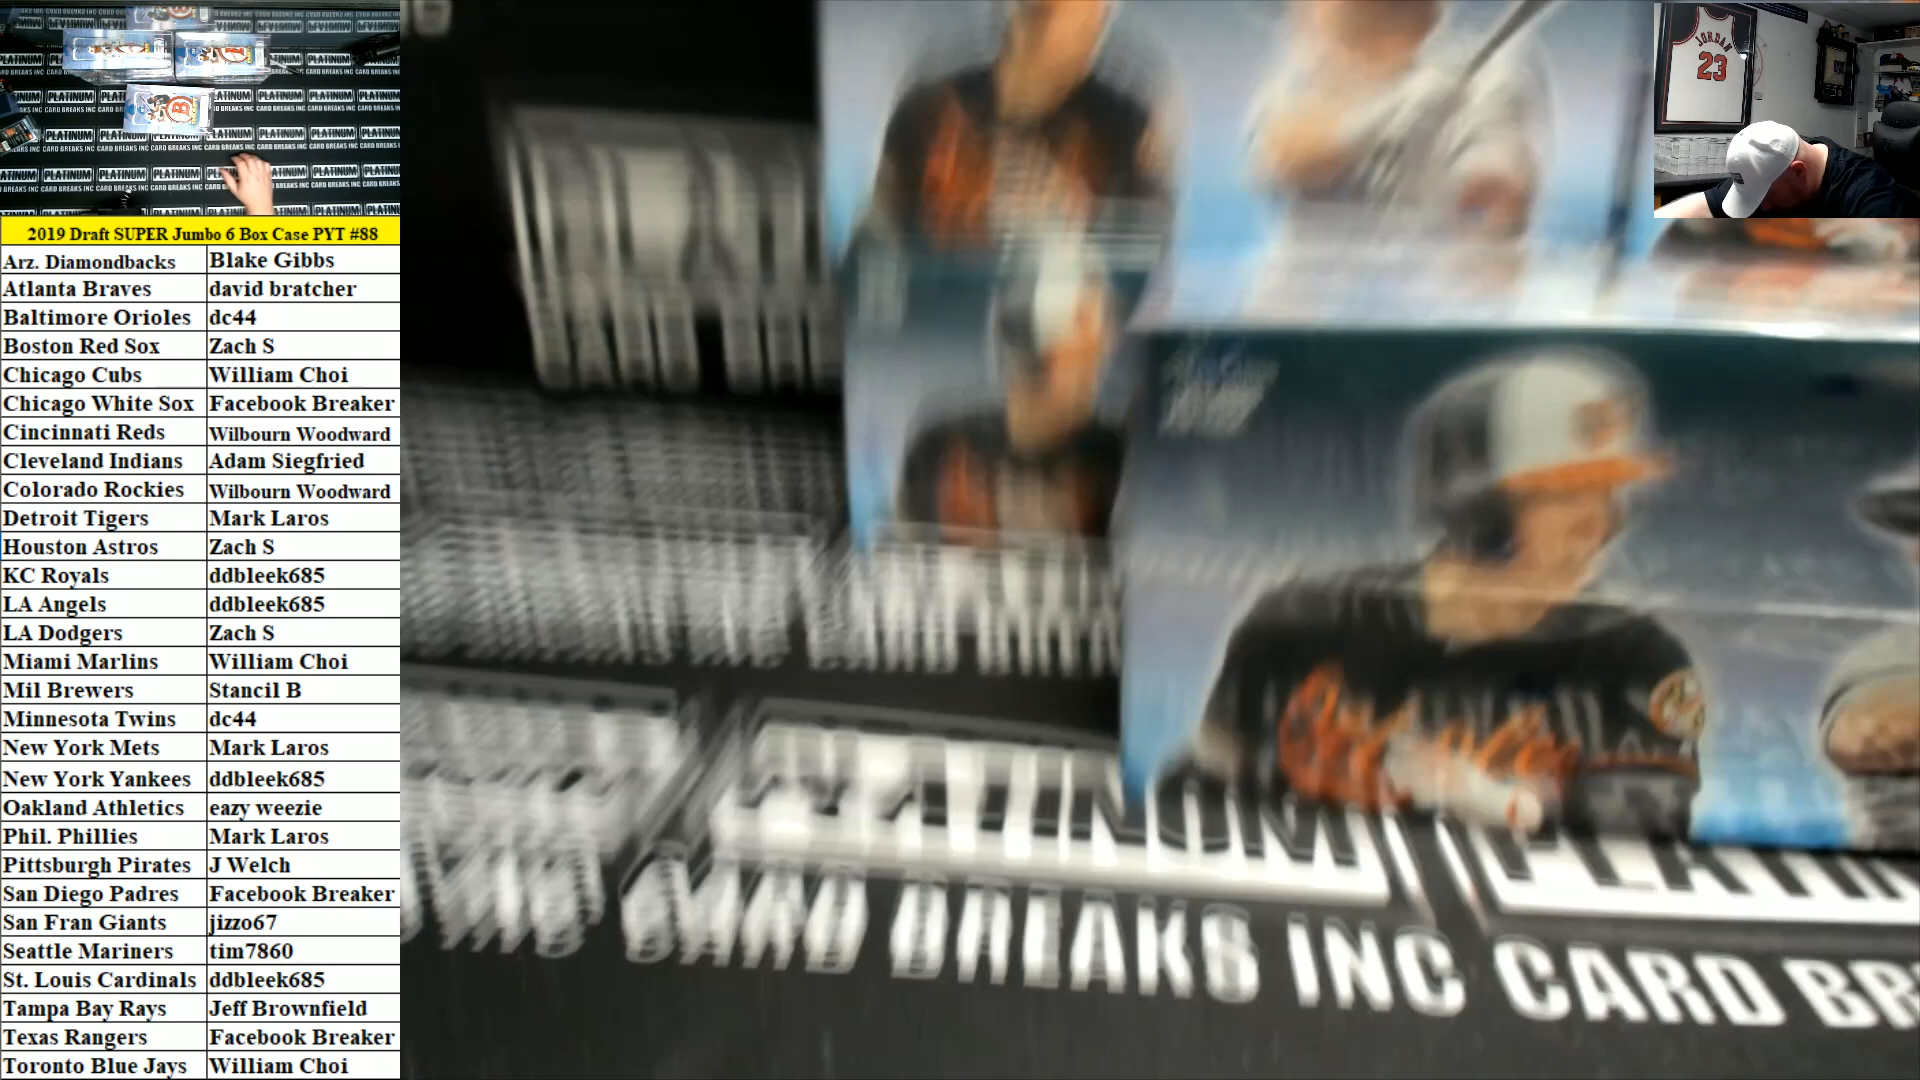 PLATINUM
CARD BREAKS INC
JORDAN
23
2019 Draft SUPER Jumbo 6 Box Case PYT #88
Arz. Diamondbacks Blake Gibbs
Atlanta Braves david bratcher
Baltimore Orioles dc44
Boston Red Sox Zach S
Chicago Cubs William Choi
Chicago White Sox Facebook Breaker
Cincinnati Reds Wilbourn Woodward
Cleveland Indians Adam Siegfried
Colorado Rockies Wilbourn Woodward
Detroit Tigers Mark Laros
Houston Astros Zach S
KC Royals ddbleek685
LA Angels ddbleek685
LA Dodgers Zach S
Miami Marlins William Choi
Mil Brewers Stancil B
Minnesota Twins dc44
New York Mets Mark Laros
New York Yankees ddbleek685
Oakland Athletics eazy weezie
Phil. Phillies Mark Laros
Pittsburgh Pirates J Welch
San Diego Padres Facebook Breaker
San Fran Giants jizzo67
Seattle Mariners tim7860
St. Louis Cardinals ddbleek685
Tampa Bay Rays Jeff Brownfield
Texas Rangers Facebook Breaker
Toronto Blue Jays William Choi
PLATINUM
CARD BREAKS INC CARD BR